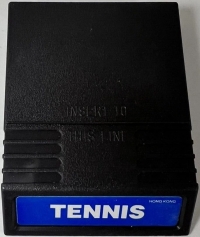 INSERT TO
THIS LINE
HONG KONG
TENNIS